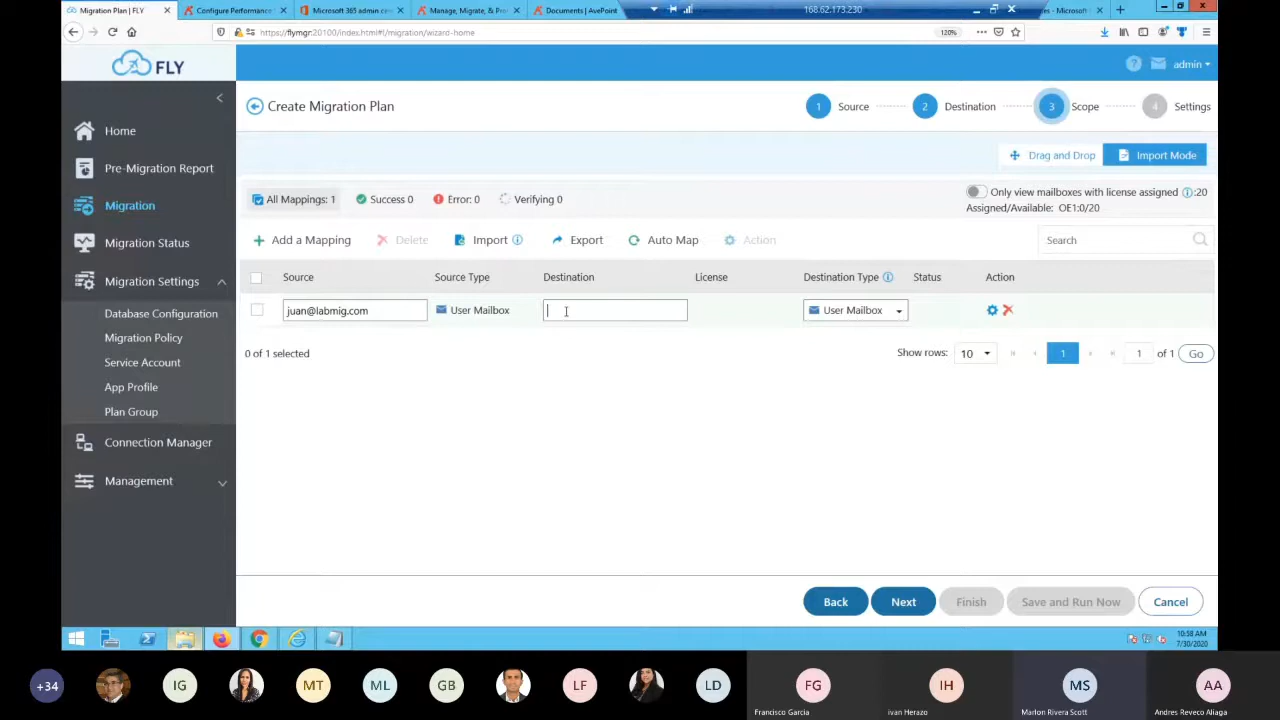 Migration Plan | FLY
Configure Performance
Microsoft 365 admin cen
Manage, Migrate, & Pr
Documents | AvePoint
168.62.173.230
https://flymgr:20100/index.html#!/migration/wizard-home
120%
FLY
admin
Create Migration Plan
1 Source
2 Destination
3 Scope
4 Settings
Home
Pre-Migration Report
Migration
Migration Status
Migration Settings
Database Configuration
Migration Policy
Service Account
App Profile
Plan Group
Connection Manager
Management
Drag and Drop
Import Mode
All Mappings: 1
Success 0
Error: 0
Verifying 0
Only view mailboxes with license assigned :20
Assigned/Available: OE1:0/20
Add a Mapping
Delete
Import
Export
Auto Map
Action
Search
Source
Source Type
Destination
License
Destination Type
Status
Action
juan@labmig.com
User Mailbox
User Mailbox
0 of 1 selected
Show rows: 10
1
1 of 1
Go
Back
Next
Finish
Save and Run Now
Cancel
10:58 AM
7/30/2020
+34
IG
MT
ML
GB
LF
LD
FG
IH
MS
AA
Francisco Garcia
ivan Herazo
Marlon Rivera Scott
Andres Reveco Aliaga